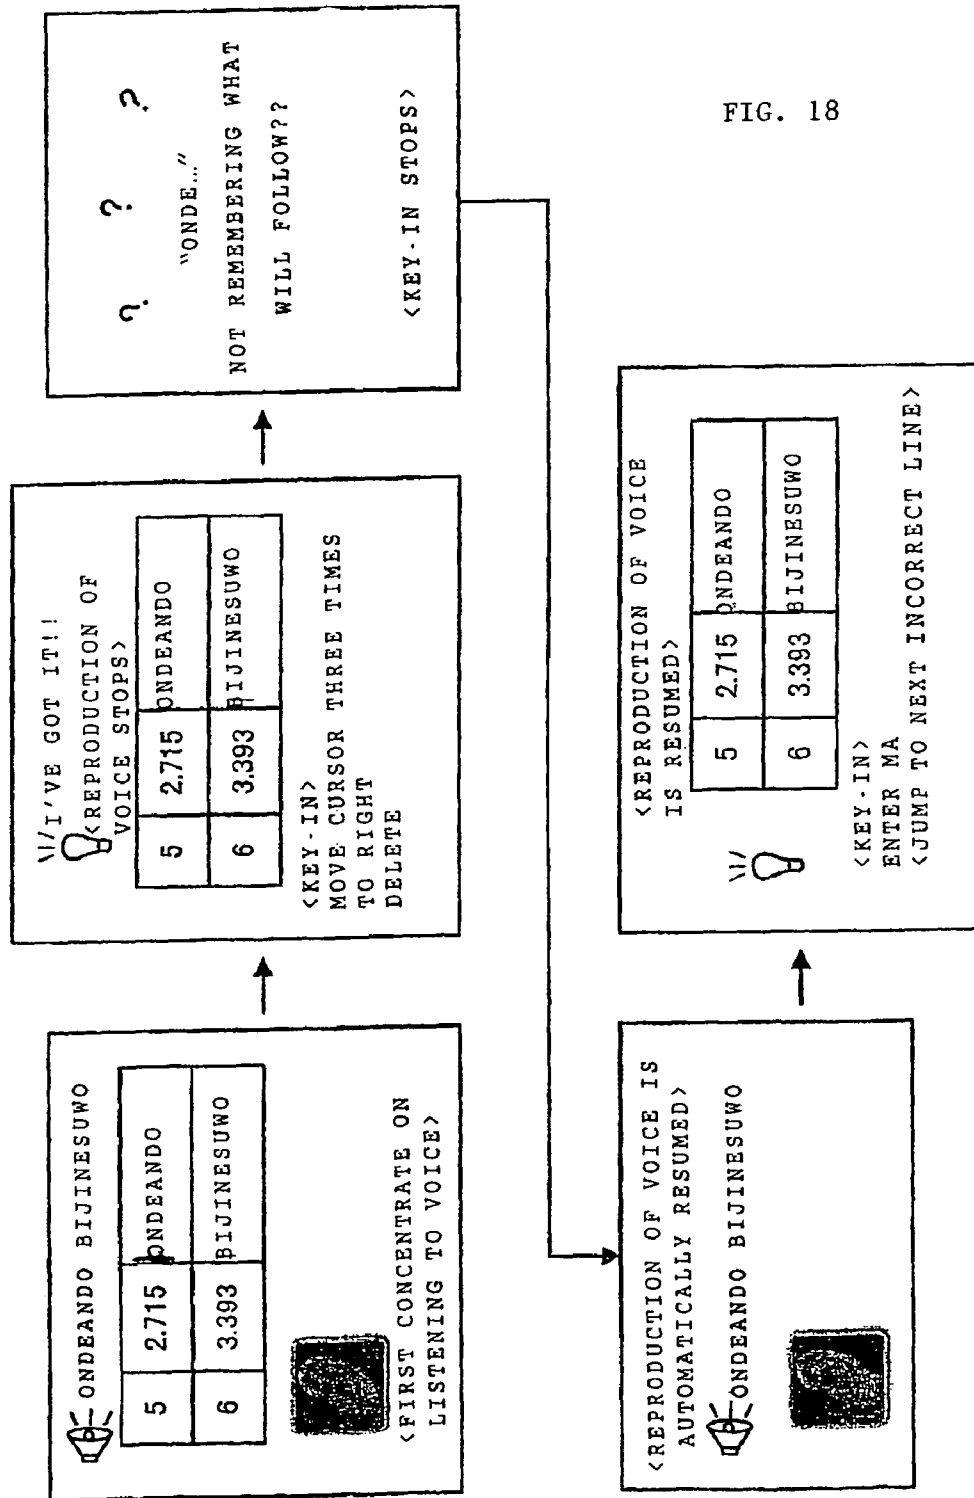 FIG. 18
ONDEANDO BIJINESUWO
5 2.715 ONDEANDO
6 3.393 BIJINESUWO
<FIRST CONCENTRATE ON
LISTENING TO VOICE>
I'VE GOT IT!!
<REPRODUCTION OF
VOICE STOPS>
5 2.715 ONDEANDO
6 3.393 BIJINESUWO
<KEY-IN>
MOVE CURSOR THREE TIMES
TO RIGHT
DELETE
? ? ?
"ONDE..."
NOT REMEMBERING WHAT
WILL FOLLOW??
<KEY-IN STOPS>
<REPRODUCTION OF VOICE IS
AUTOMATICALLY RESUMED>
ONDEANDO BIJINESUWO
<REPRODUCTION OF VOICE
IS RESUMED>
5 2.715 ONDEANDO
6 3.393 BIJINESUWO
<KEY-IN>
ENTER MA
<JUMP TO NEXT INCORRECT LINE>